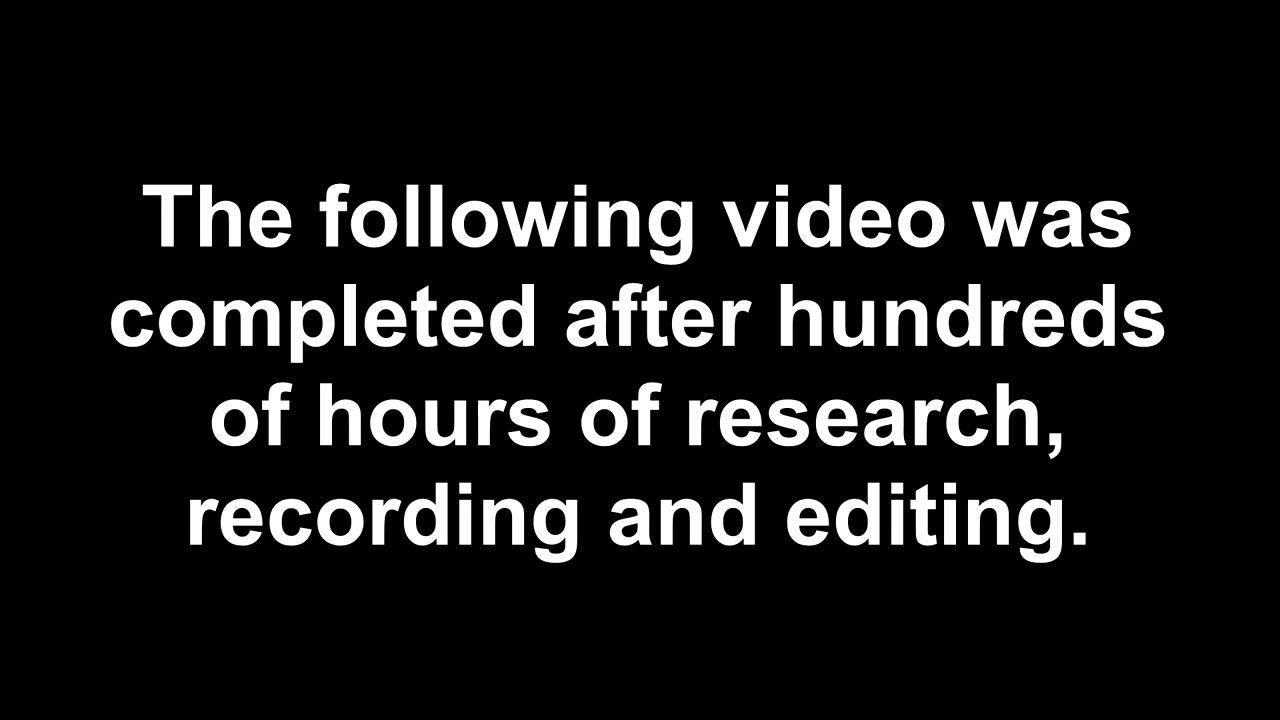 The following video was
completed after hundreds
of hours of research,
recording and editing.